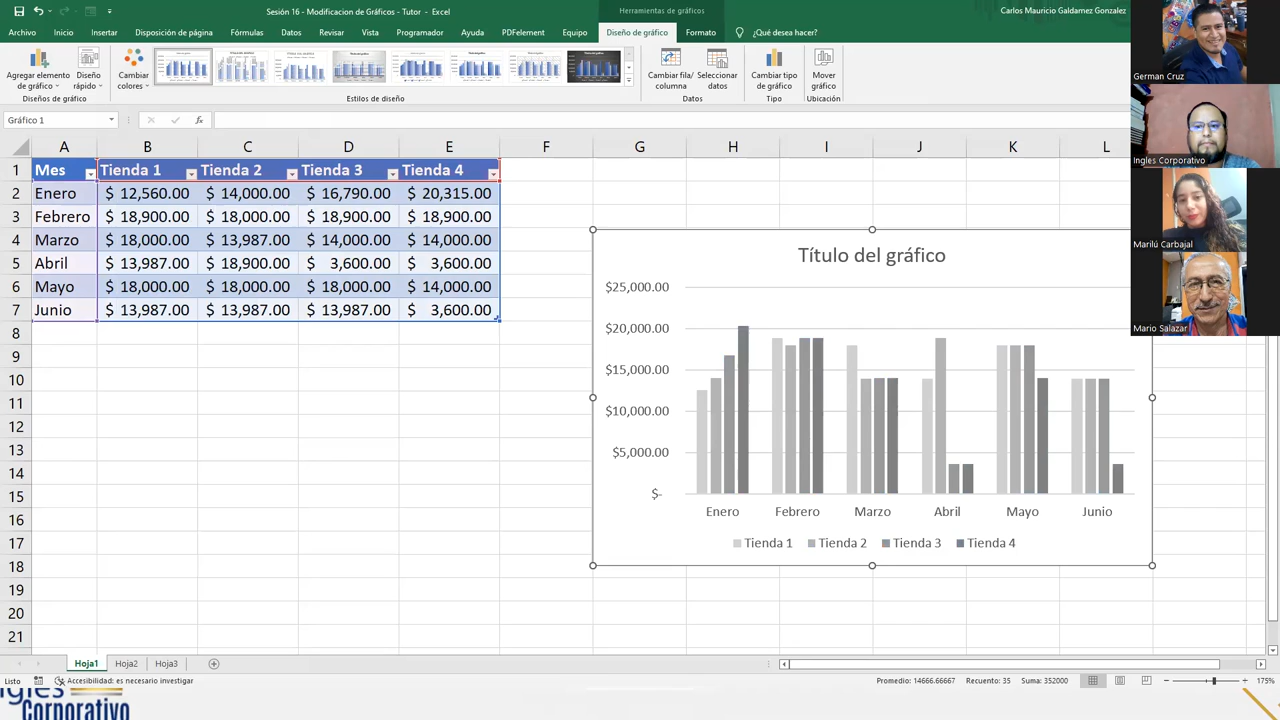 Sesión 16 - Modificacion de Gráficos - Tutor - Excel
Herramientas de gráficos
Carlos Mauricio Galdamez Gonzalez
Archivo Inicio Insertar Disposición de página Fórmulas Datos Revisar Vista Programador Ayuda PDFelement Equipo Diseño de gráfico Formato ¿Qué desea hacer?
Agregar elemento de gráfico
Diseño rápido
Cambiar colores
Cambiar fila/ columna
Seleccionar datos
Cambiar tipo de gráfico
Mover gráfico
Diseños de gráfico Estilos de diseño Datos Tipo Ubicación
Gráfico 1 fx
A B C D E F G H I J K L
1 Mes Tienda 1 Tienda 2 Tienda 3 Tienda 4
2 Enero $ 12,560.00 $ 14,000.00 $ 16,790.00 $ 20,315.00
3 Febrero $ 18,900.00 $ 18,000.00 $ 18,900.00 $ 18,900.00
4 Marzo $ 18,000.00 $ 13,987.00 $ 14,000.00 $ 14,000.00
5 Abril $ 13,987.00 $ 18,900.00 $ 3,600.00 $ 3,600.00
6 Mayo $ 18,000.00 $ 18,000.00 $ 18,000.00 $ 14,000.00
7 Junio $ 13,987.00 $ 13,987.00 $ 13,987.00 $ 3,600.00
8
9
10
11
12
13
14
15
16
17
18
19
20
21
Título del gráfico
$25,000.00
$20,000.00
$15,000.00
$10,000.00
$5,000.00
$-
Enero Febrero Marzo Abril Mayo Junio
Tienda 1 Tienda 2 Tienda 3 Tienda 4
German Cruz
Ingles Corporativo
Marilú Carbajal
Mario Salazar
Hoja1 Hoja2 Hoja3
Listo Accesibilidad: es necesario investigar Promedio: 14666.66667 Recuento: 35 Suma: 352000 175%
Ingles
Corporativo